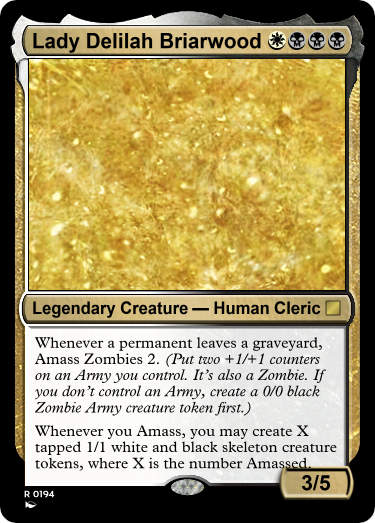 Lady Delilah Briarwood
Legendary Creature — Human Cleric
Whenever a permanent leaves a graveyard,
Amass Zombies 2. (Put two +1/+1 counters
on an Army you control. It's also a Zombie. If
you don't control an Army, create a 0/0 black
Zombie Army creature token first.)
Whenever you Amass, you may create X
tapped 1/1 white and black skeleton creature
tokens, where X is the number Amassed.
3/5
R 0194